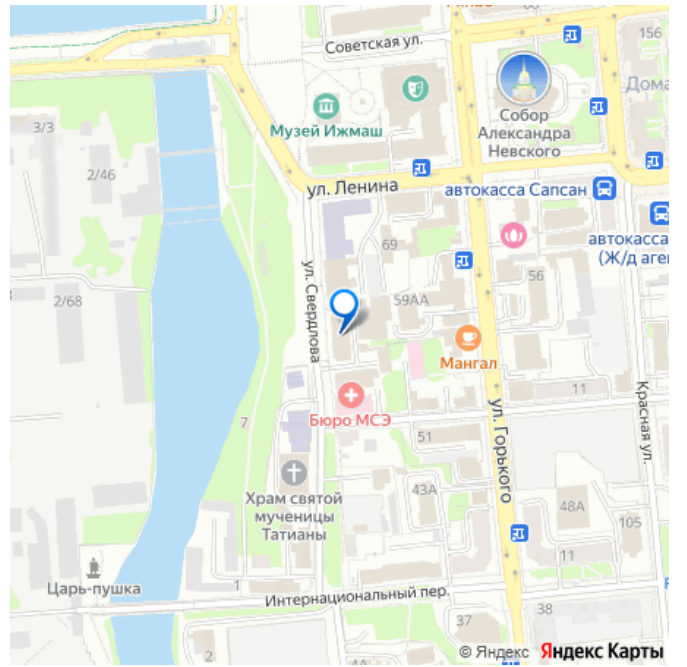 Советская ул.
156
3/3
Музей Ижмаш
Собор
Александра
Невского
2/46
ул. Ленина
автокасса Сапсан
69
автокасса
56
2/68
ул. Свердлова
59АА
Мангал
11
Бюро МСЭ
7
51
ул. Горького
Красная ул.
Храм святой
мученицы
Татианы
43А
48А
105
11
Царь-пушка
1
Интернациональный пер.
37
38
2
44А
© Яндекс Яндекс Карты